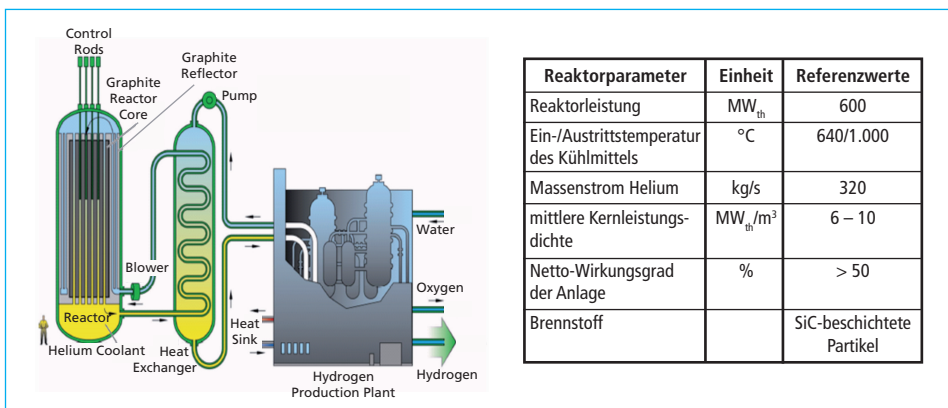 Control
Rods
Graphite
Reflector
Graphite
Reactor
Core
Pump
Water
Blower
Oxygen
Reactor
Heat
Sink
Helium Coolant
Heat
Exchanger
Hydrogen
Hydrogen
Production Plant
Reaktorparameter Einheit Referenzwerte
Reaktorleistung MWth 600
Ein-/Austrittstemperatur °C 640/1.000
des Kühlmittels
Massenstrom Helium kg/s 320
mittlere Kernleistungs- MWth/m³ 6 – 10
dichte
Netto-Wirkungsgrad % > 50
der Anlage
Brennstoff SiC-beschichtete
Partikel